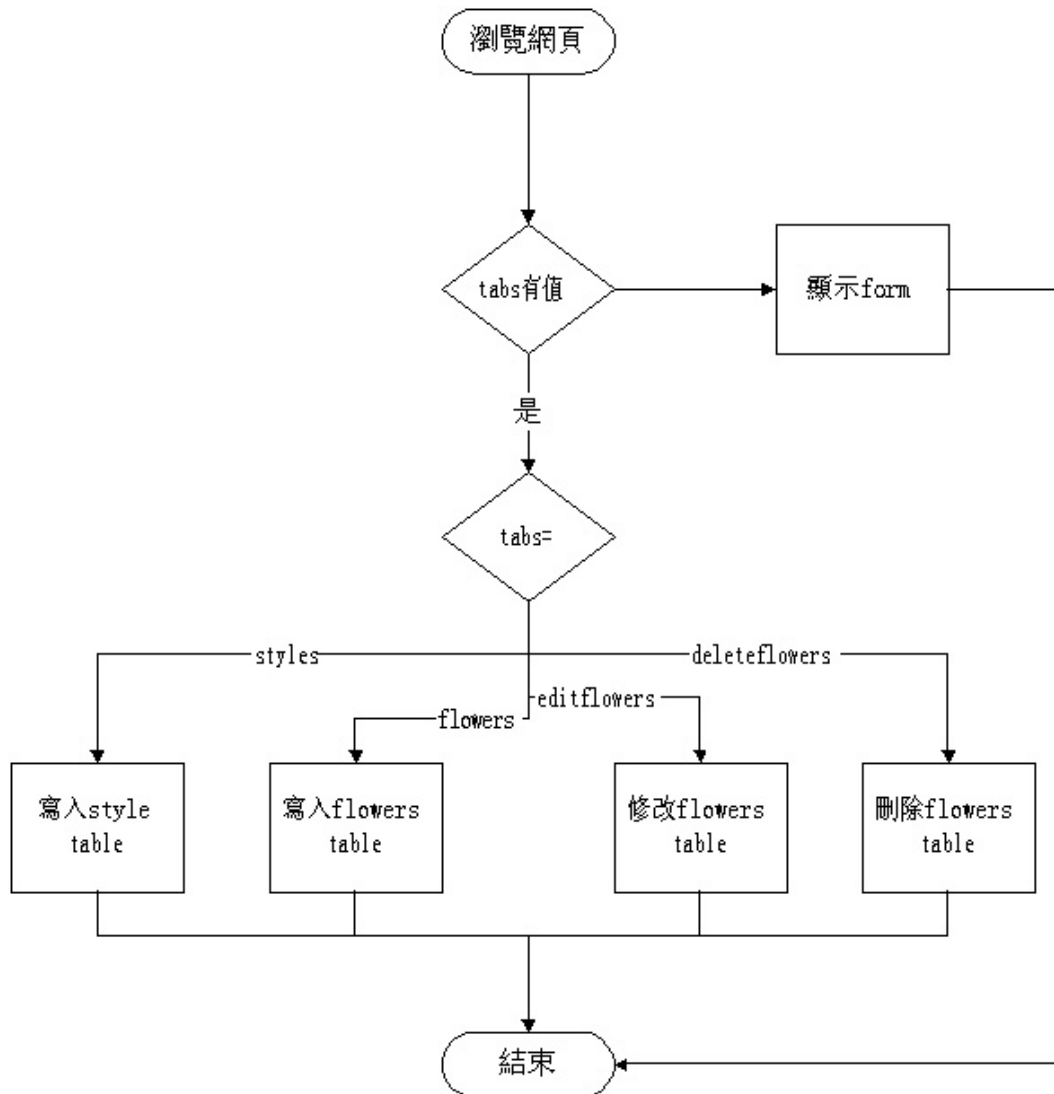 瀏覽網頁
tabs有值
顯示form
是
tabs=
styles
deleteflowers
editflowers
flowers
寫入style
table
寫入flowers
table
修改flowers
table
刪除flowers
table
結束